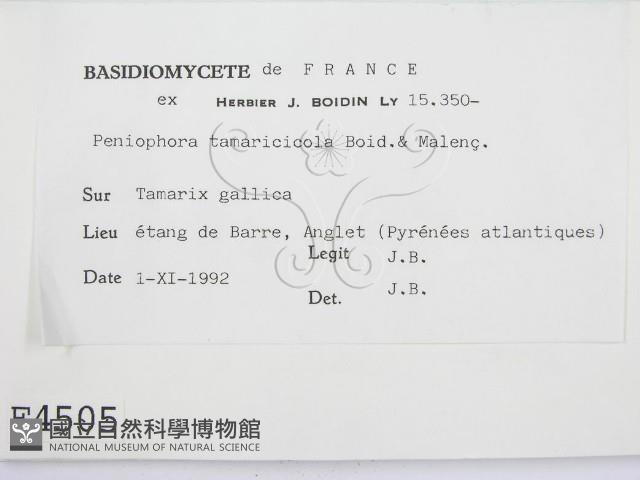 BASIDIOMYCETE de FRANCE
ex HERBIER J. BOIDIN LY 15.350-
Peniophora tamaricicola Boid.& Malenç.
Sur Tamarix gallica
Lieu étang de Barre, Anglet (Pyrénées atlantiques)
Legit J.B.
Date 1-XI-1992
Det. J.B.
F4505
國立自然科學博物館
NATIONAL MUSEUM OF NATURAL SCIENCE